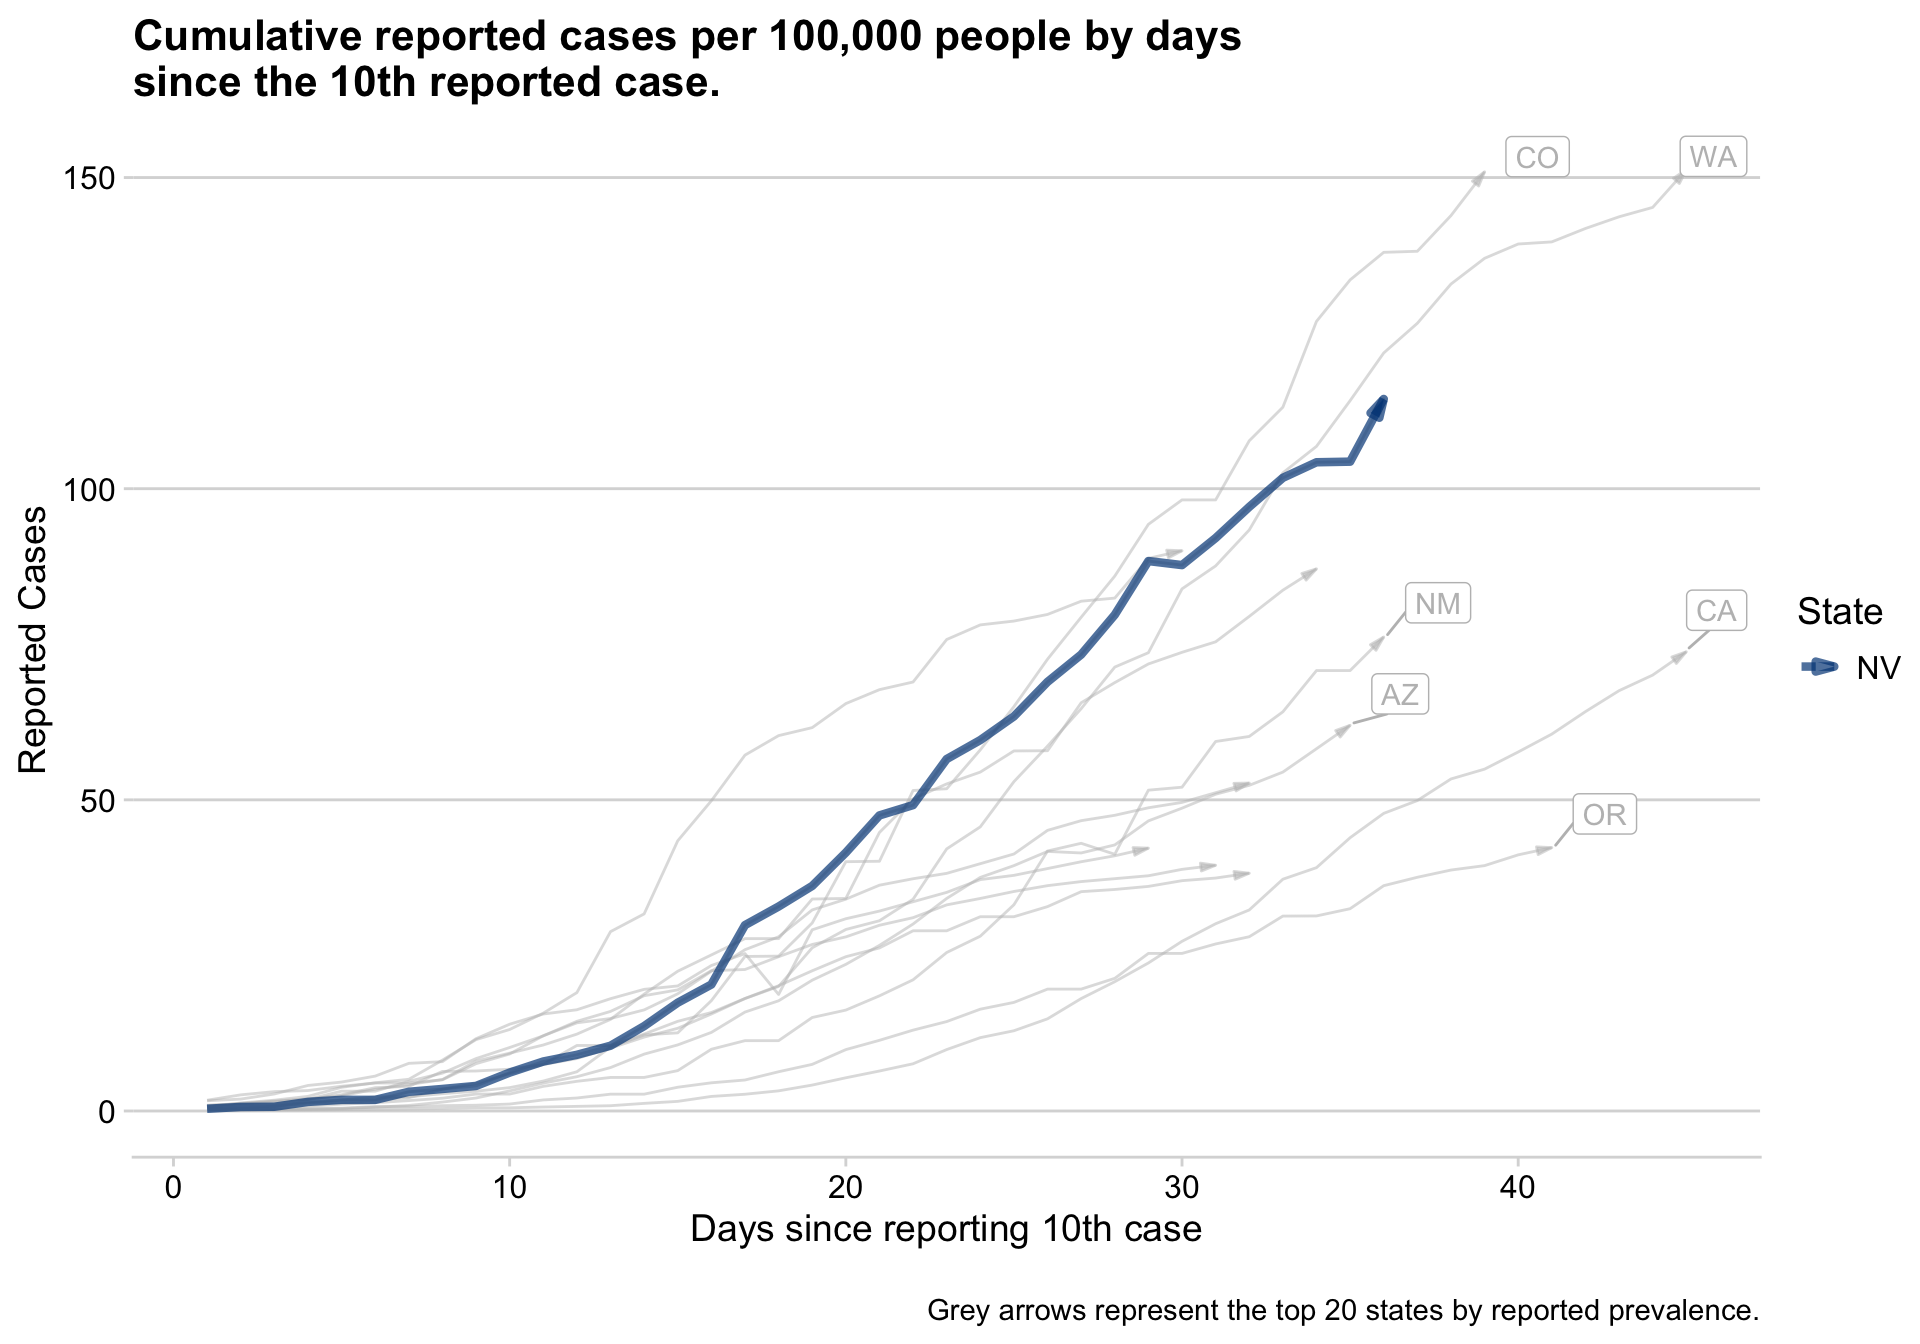 Cumulative reported cases per 100,000 people by days
since the 10th reported case.
150
100
50
0
Reported Cases
CO
WA
NM
CA
AZ
OR
State
NV
0 10 20 30 40
Days since reporting 10th case
Grey arrows represent the top 20 states by reported prevalence.